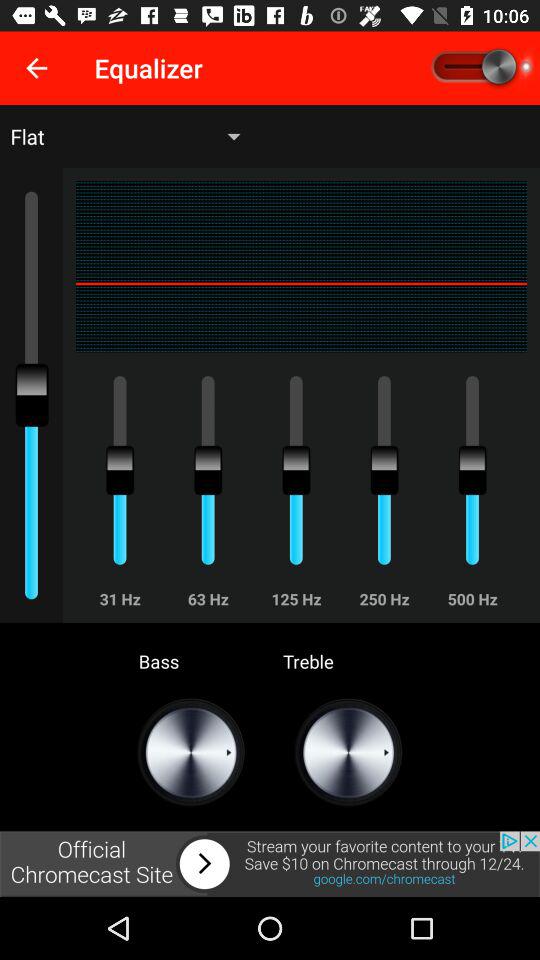 10:06
Equalizer
Flat
31 Hz 63 Hz 125 Hz 250 Hz 500 Hz
Bass Treble
Official
Chromecast Site
Stream your favorite content to your
Save $10 on Chromecast through 12/24.
google.com/chromecast